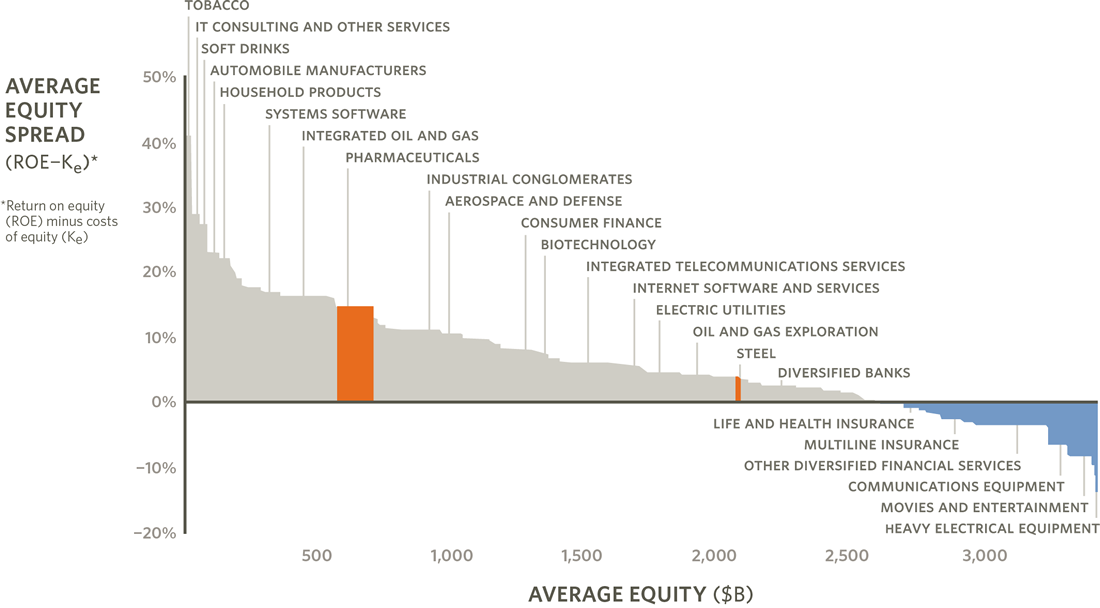 TOBACCO
IT CONSULTING AND OTHER SERVICES
SOFT DRINKS
AUTOMOBILE MANUFACTURERS
HOUSEHOLD PRODUCTS
SYSTEMS SOFTWARE
INTEGRATED OIL AND GAS
PHARMACEUTICALS
INDUSTRIAL CONGLOMERATES
AEROSPACE AND DEFENSE
CONSUMER FINANCE
BIOTECHNOLOGY
INTEGRATED TELECOMMUNICATIONS SERVICES
INTERNET SOFTWARE AND SERVICES
ELECTRIC UTILITIES
OIL AND GAS EXPLORATION
STEEL
DIVERSIFIED BANKS
AVERAGE
EQUITY
SPREAD
(ROE–Ke)*
*Return on equity
(ROE) minus costs
of equity (Ke)
50%
40%
30%
20%
10%
0%
–10%
–20%
LIFE AND HEALTH INSURANCE
MULTILINE INSURANCE
OTHER DIVERSIFIED FINANCIAL SERVICES
COMMUNICATIONS EQUIPMENT
MOVIES AND ENTERTAINMENT
HEAVY ELECTRICAL EQUIPMENT
500 1,000 1,500 2,000 2,500 3,000
AVERAGE EQUITY ($B)